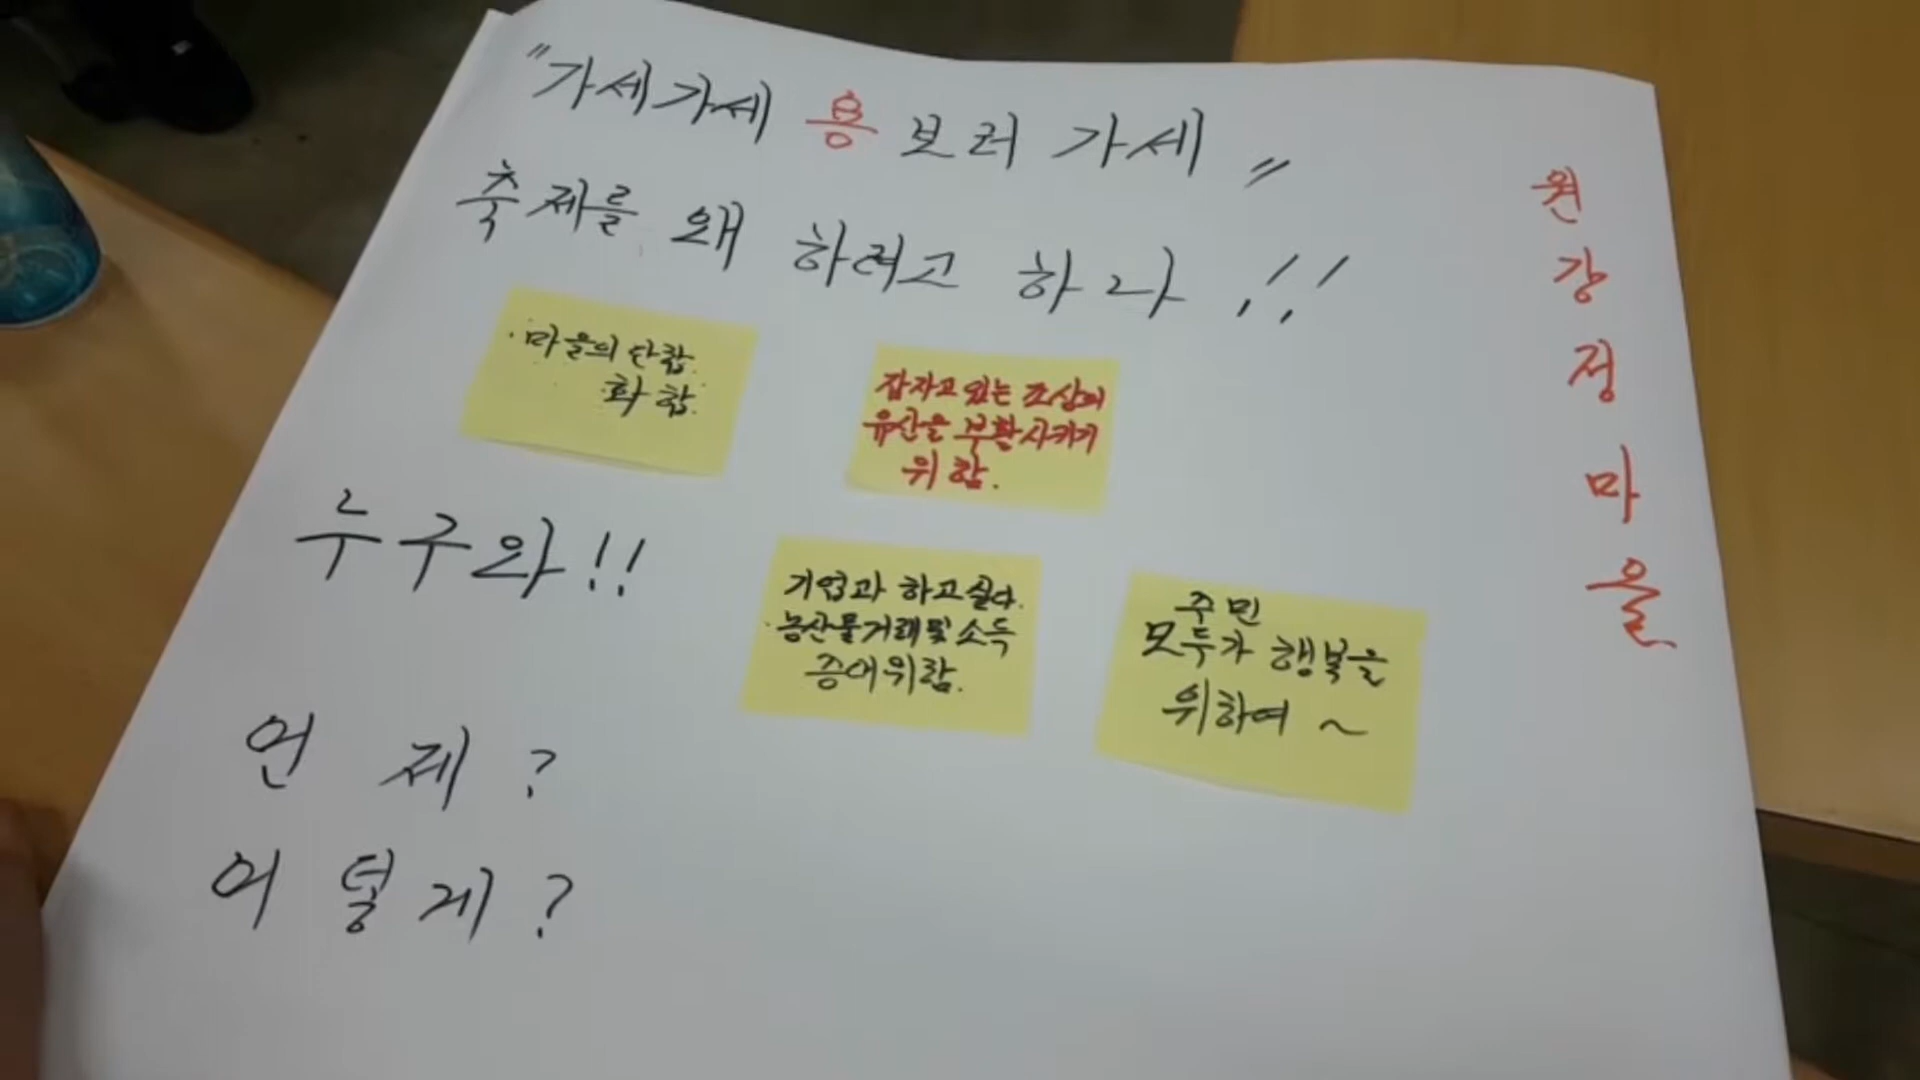 "가세가세 용 보러 가세"
축제를 왜 하려고 하나 !!
· 마을의 단합.
화합.
잠자고 있는 조상의
유산을 부활시키기
위함.
누구와!!
기업과 하고싶다.
· 농산물거래및소득
증대위함.
주민
모두가 행복을
위하여 ~
언제?
어떻게?
원강정마을